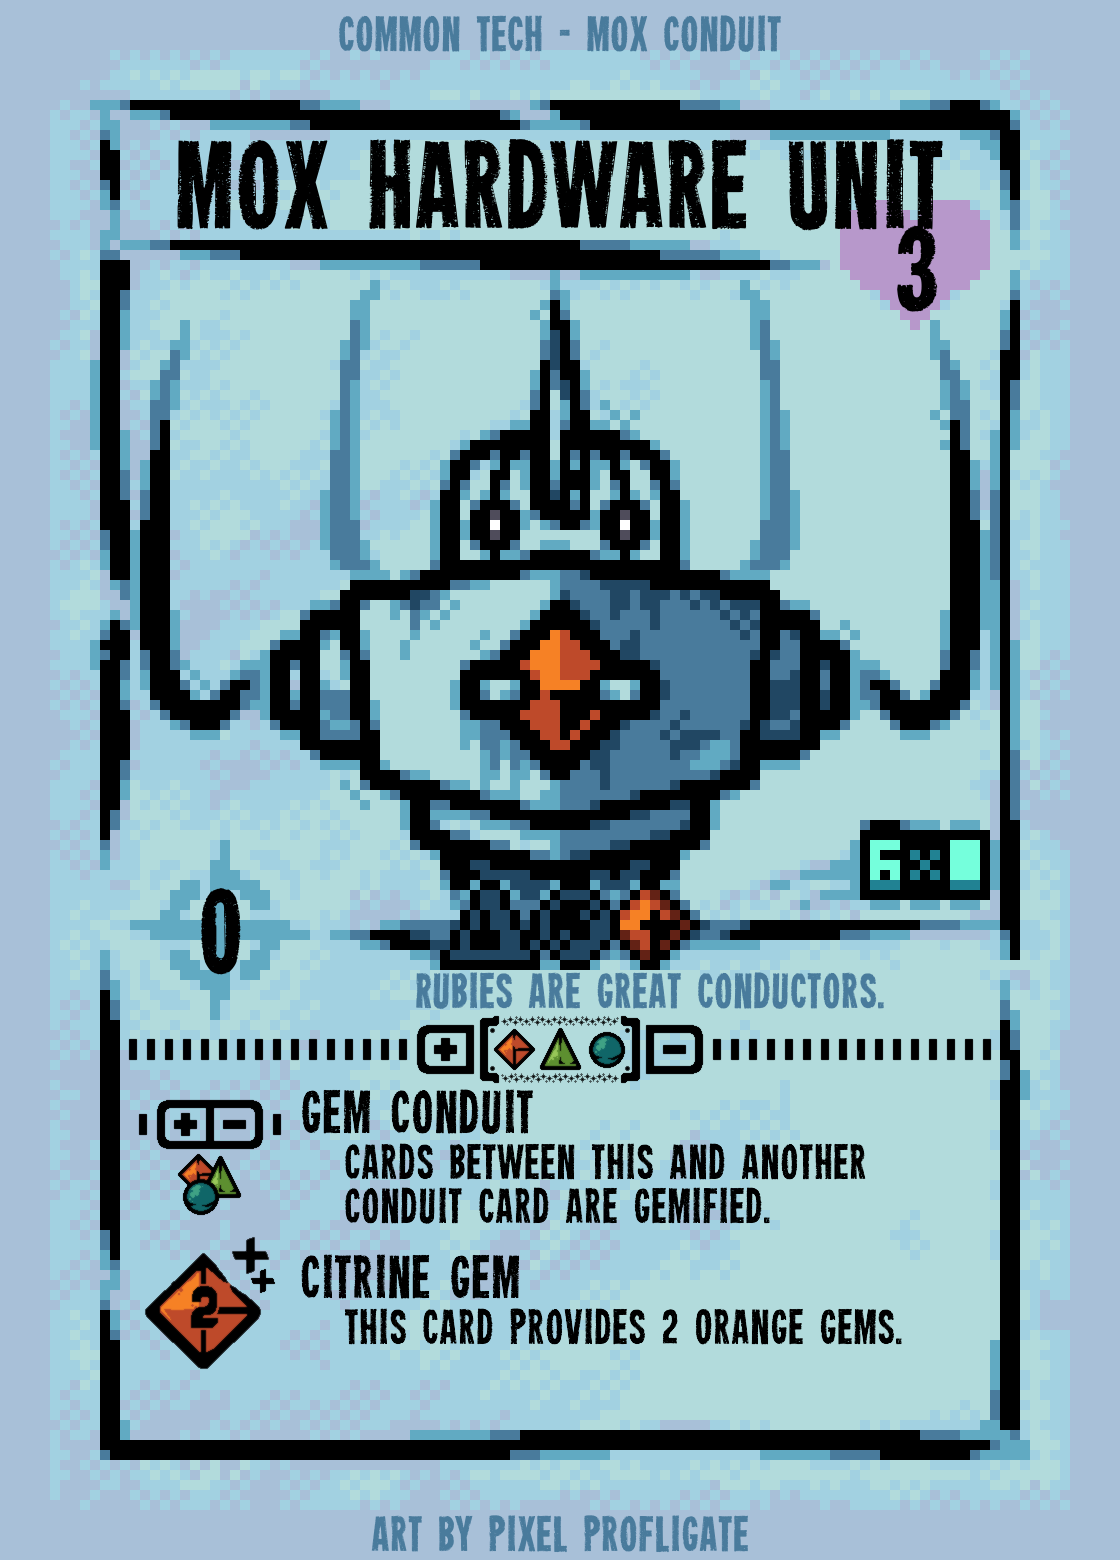 COMMON TECH - MOX CONDUIT
MOX HARDWARE UNIT
3
6x
0
RUBIES ARE GREAT CONDUCTORS.
+ -
+ -
GEM CONDUIT
CARDS BETWEEN THIS AND ANOTHER
CONDUIT CARD ARE GEMIFIED.
2
CITRINE GEM
THIS CARD PROVIDES 2 ORANGE GEMS.
ART BY PIXEL PROFLIGATE